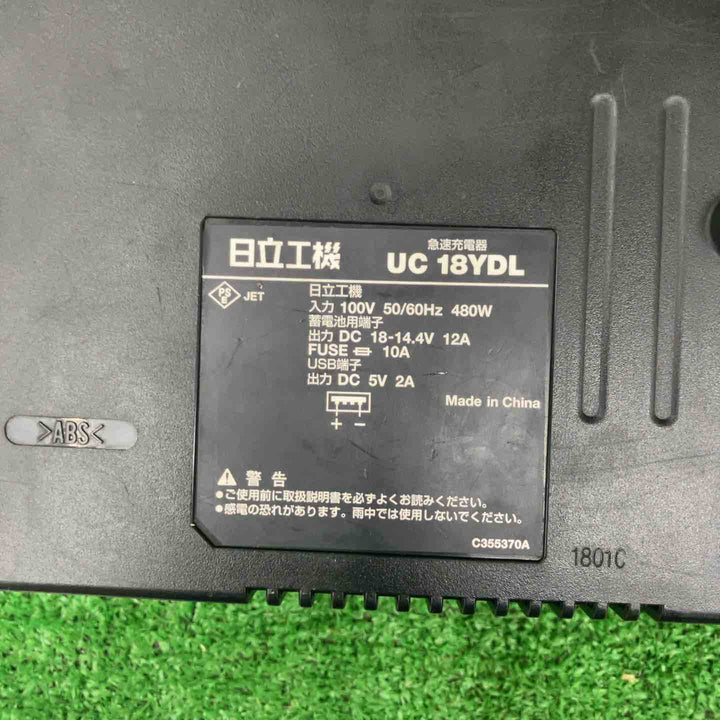 急速充電器
日立工機 UC 18YDL
PS E JET
日立工機
入力 100V 50/60Hz 480W
蓄電池用端子
出力 DC 18-14.4V 12A
FUSE 10A
USB端子
出力 DC 5V 2A
Made in China
+ −
>ABS<
警告
●ご使用前に取扱説明書を必ずよくお読みください。
●感電の恐れがあります。雨中では使用しないでください。
C355370A
1801C